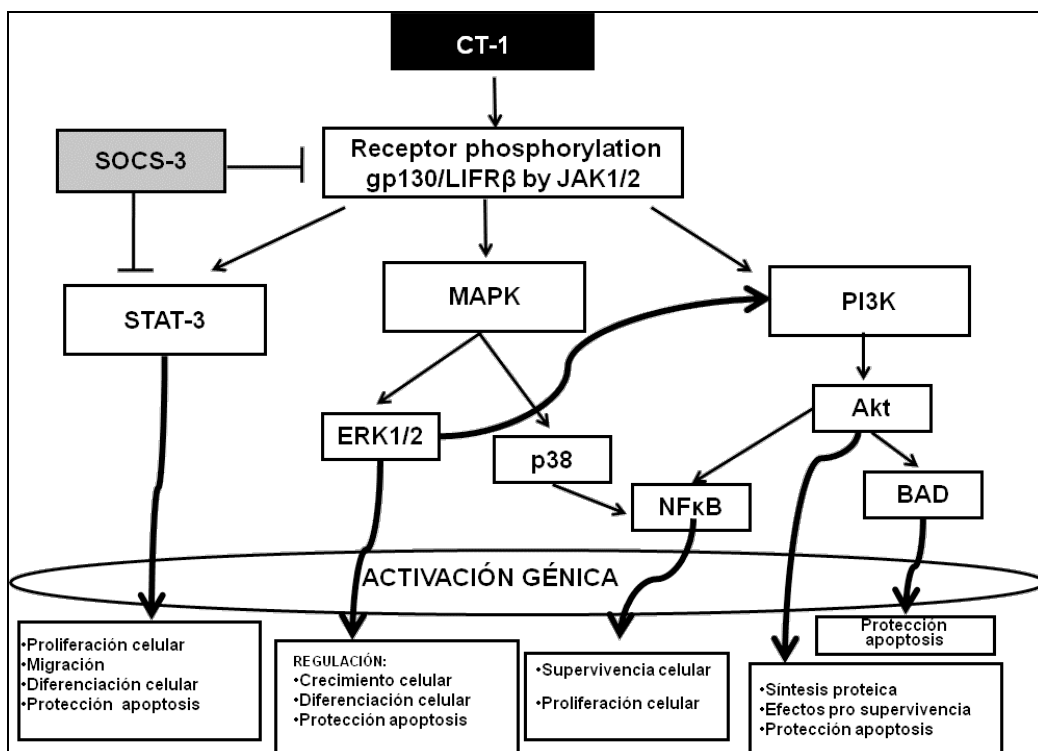 CT-1
SOCS-3
Receptor phosphorylation
gp130/LIFRβ by JAK1/2
STAT-3
MAPK
PI3K
ERK1/2
p38
Akt
NFκB
BAD
ACTIVACIÓN GÉNICA
•Proliferación celular
•Migración
•Diferenciación celular
•Protección apoptosis
REGULACIÓN:
•Crecimiento celular
•Diferenciación celular
•Protección apoptosis
•Supervivencia celular
•Proliferación celular
Protección
apoptosis
•Síntesis proteica
•Efectos pro supervivencia
•Protección apoptosis